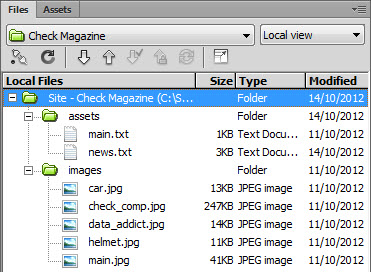 Files Assets
Check Magazine Local view
Local Files Size Type Modified
Site - Check Magazine (C:\S... Folder 14/10/2012
assets Folder 14/10/2012
main.txt 1KB Text Docu... 11/10/2012
news.txt 3KB Text Docu... 14/10/2012
images Folder 11/10/2012
car.jpg 13KB JPEG image 11/10/2012
check_comp.jpg 247KB JPEG image 11/10/2012
data_addict.jpg 14KB JPEG image 11/10/2012
helmet.jpg 11KB JPEG image 11/10/2012
main.jpg 41KB JPEG image 11/10/2012